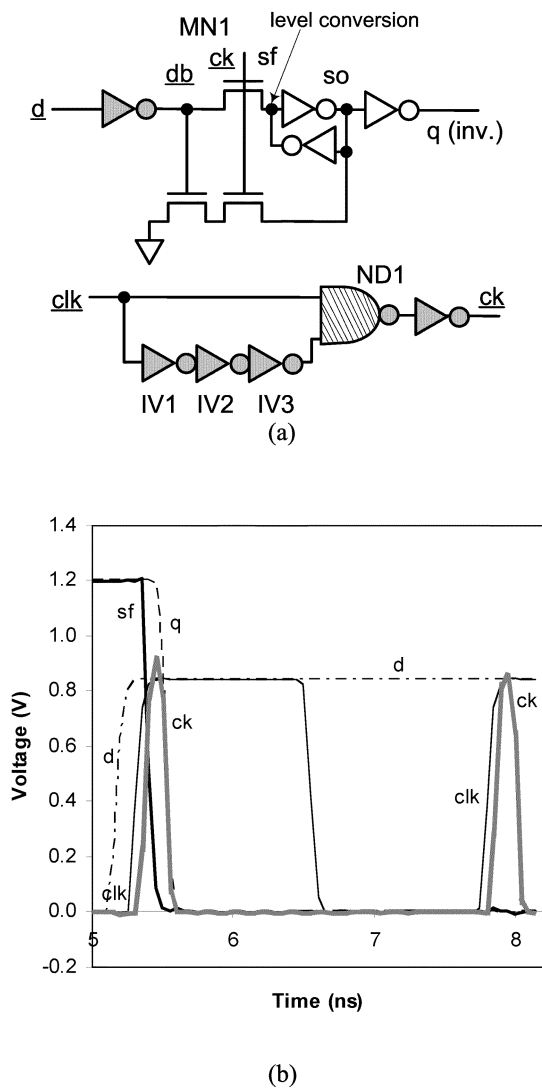 level conversion
MN1
ck
sf
db
so
d
q (inv.)
clk
ND1
ck
IV1
IV2
IV3
(a)
1.4
1.2
1.0
0.8
0.6
0.4
0.2
0.0
-0.2
Voltage (V)
sf
q
d
d
ck
ck
clk
clk
5
6
7
8
Time (ns)
(b)